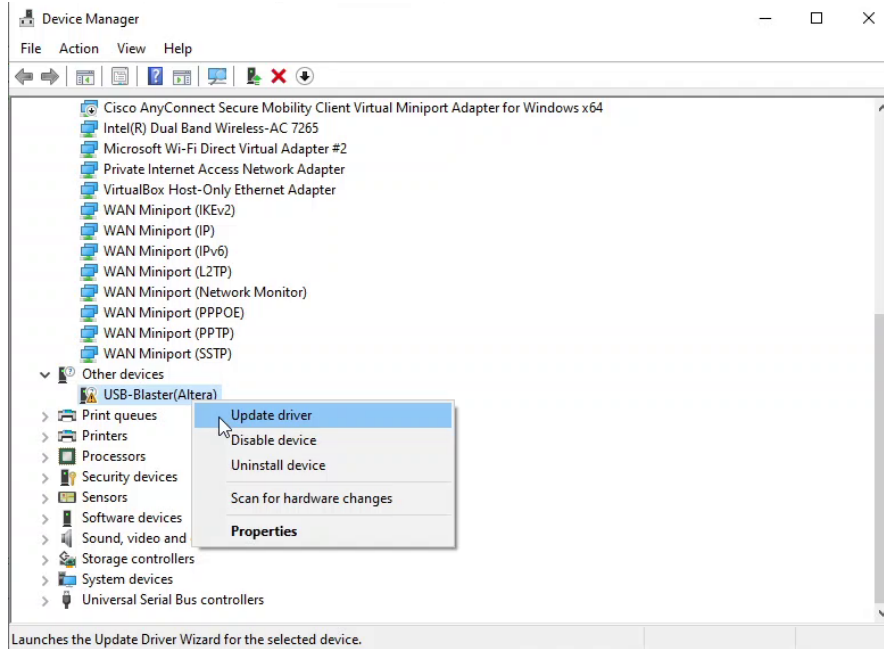 Device Manager
File Action View Help
Cisco AnyConnect Secure Mobility Client Virtual Miniport Adapter for Windows x64
Intel(R) Dual Band Wireless-AC 7265
Microsoft Wi-Fi Direct Virtual Adapter #2
Private Internet Access Network Adapter
VirtualBox Host-Only Ethernet Adapter
WAN Miniport (IKEv2)
WAN Miniport (IP)
WAN Miniport (IPv6)
WAN Miniport (L2TP)
WAN Miniport (Network Monitor)
WAN Miniport (PPPOE)
WAN Miniport (PPTP)
WAN Miniport (SSTP)
Other devices
USB-Blaster(Altera)
Print queues
Printers
Processors
Security devices
Sensors
Software devices
Sound, video and
Storage controllers
System devices
Universal Serial Bus controllers
Update driver
Disable device
Uninstall device
Scan for hardware changes
Properties
Launches the Update Driver Wizard for the selected device.